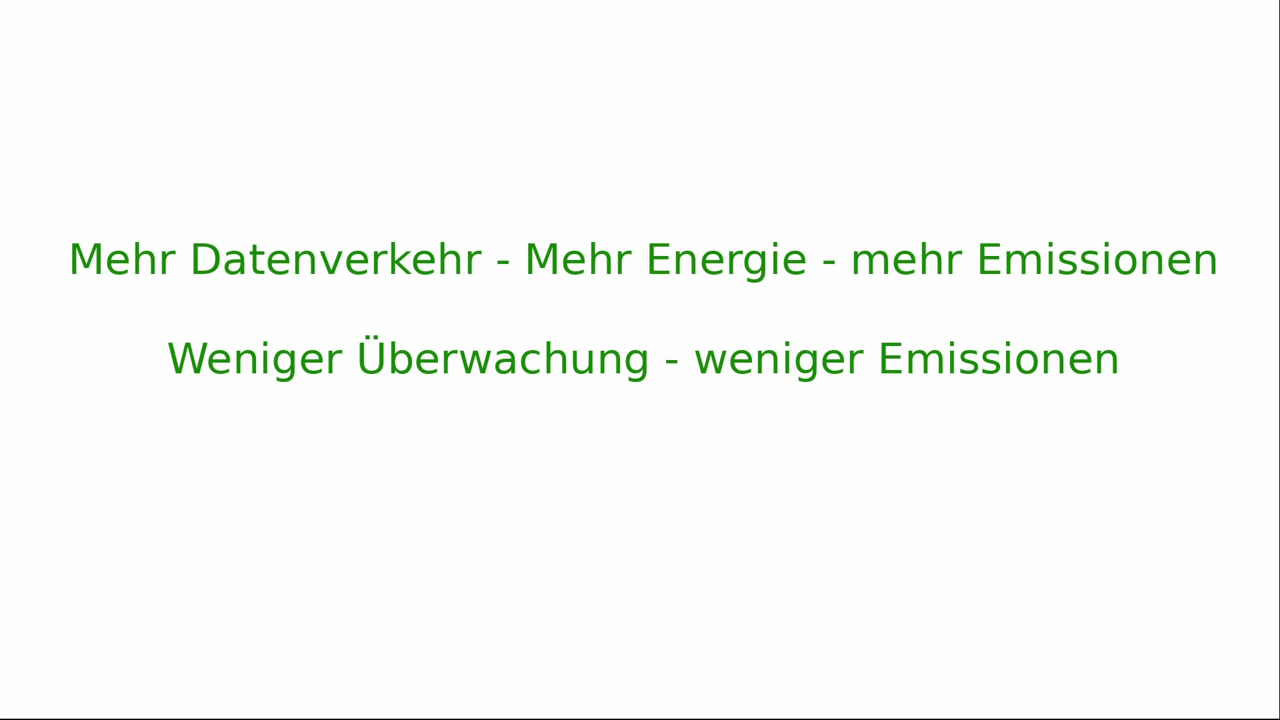 Mehr Datenverkehr - Mehr Energie - mehr Emissionen
Weniger Überwachung - weniger Emissionen